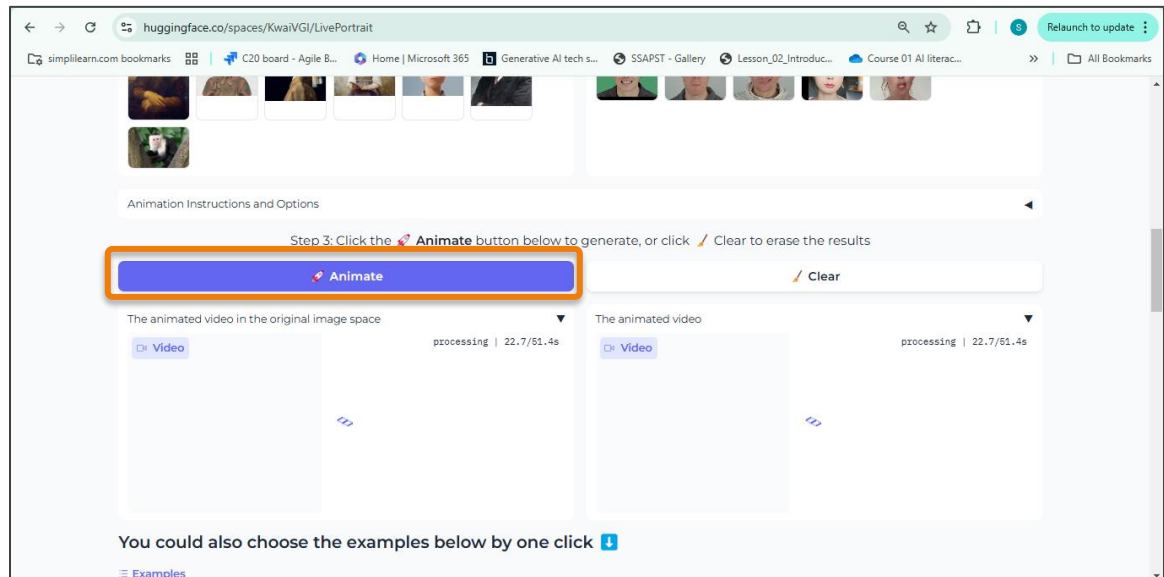 huggingface.co/spaces/KwaiVGI/LivePortrait
S
Relaunch to update
simplilearn.com bookmarks
C20 board - Agile B...
Home | Microsoft 365
Generative AI tech s...
SSAPST - Gallery
Lesson_02_Introduc...
Course 01 AI literac...
»
All Bookmarks
Animation Instructions and Options
Step 3: Click the 🚀 Animate button below to generate, or click 🧹 Clear to erase the results
🚀 Animate
🧹 Clear
The animated video in the original image space
Video
processing | 22.7/51.4s
The animated video
Video
processing | 22.7/51.4s
You could also choose the examples below by one click ⬇️
Examples